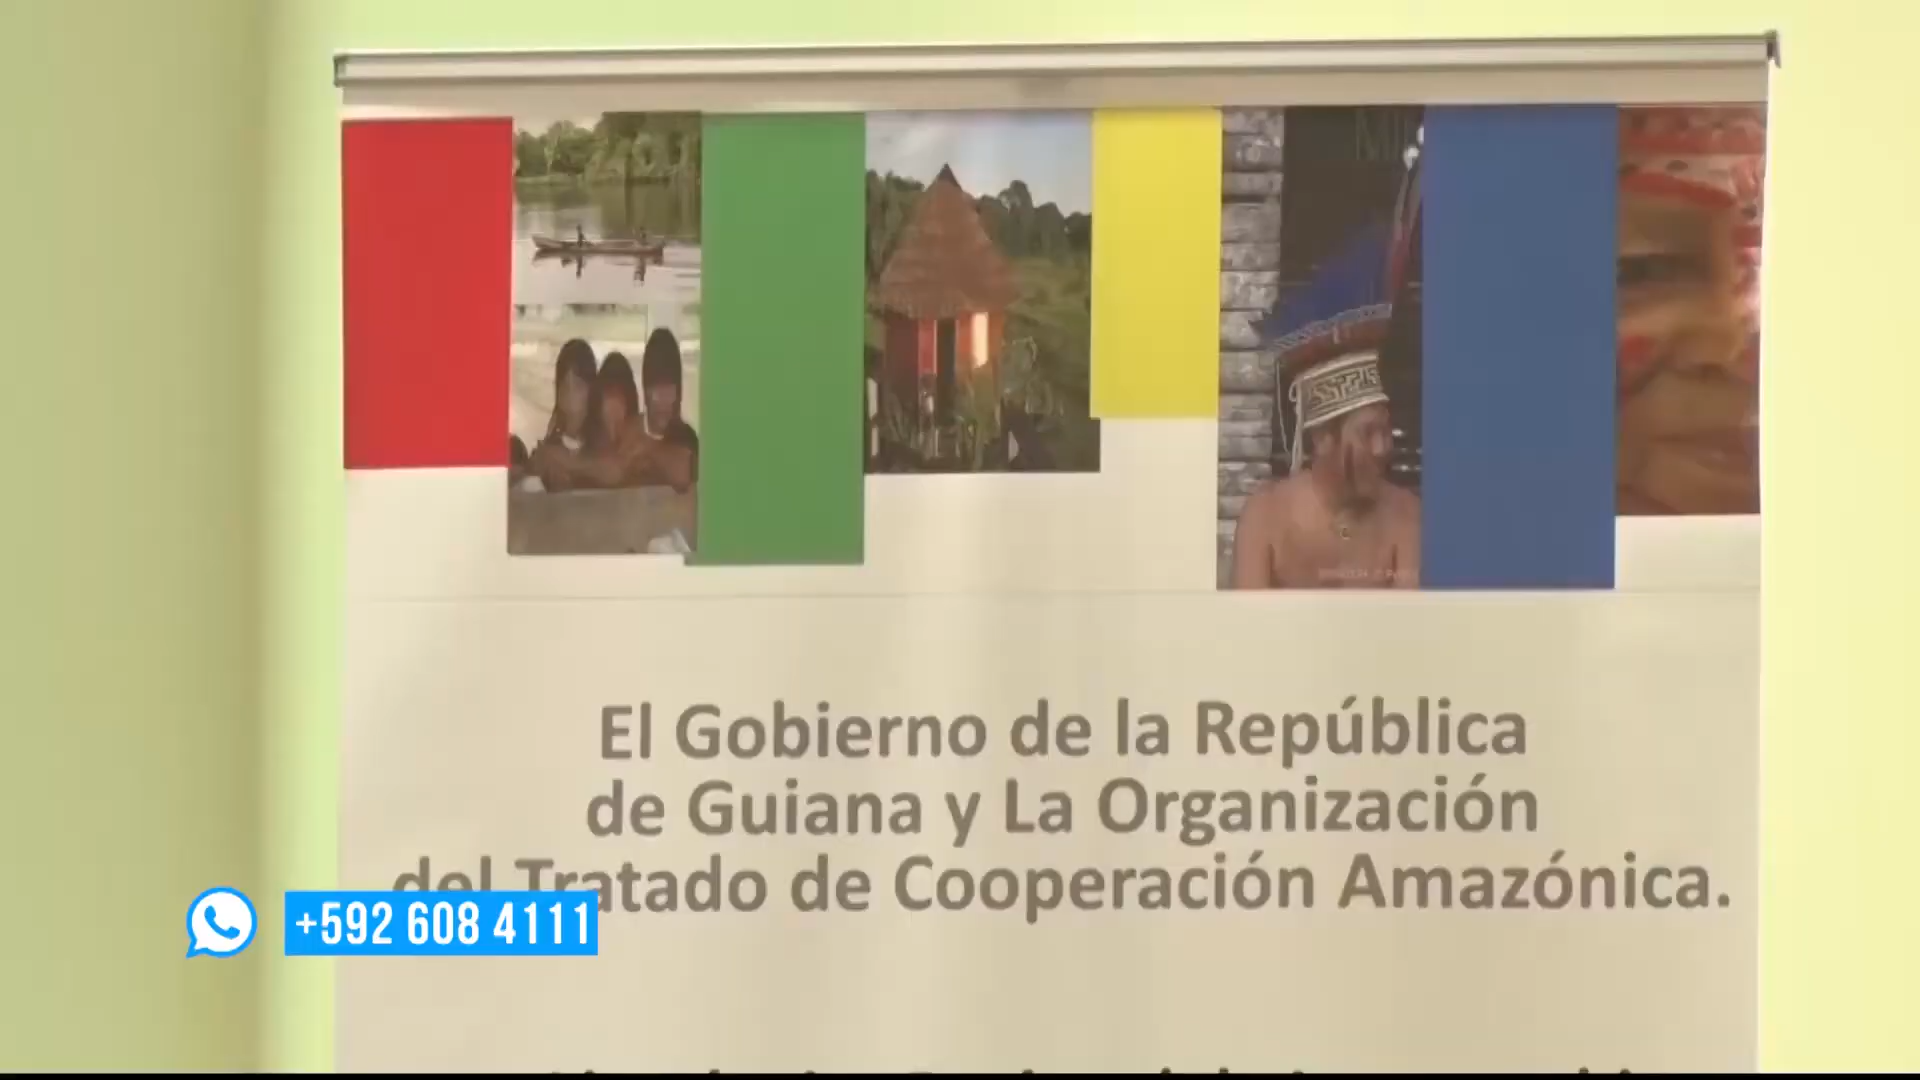 El Gobierno de la República
de Guiana y La Organización
del Tratado de Cooperación Amazónica.
+592 608 4111